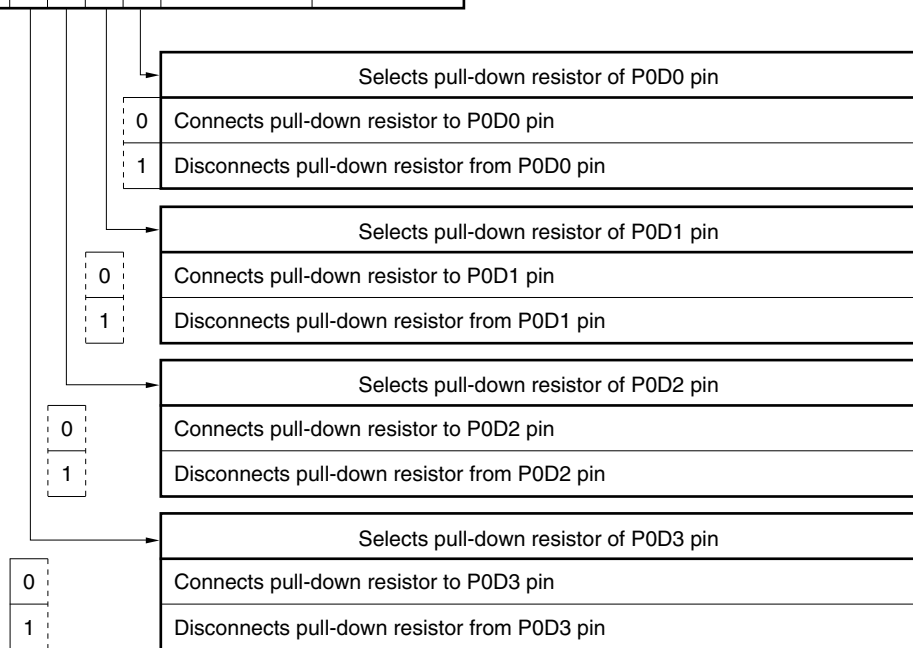 Selects pull-down resistor of P0D0 pin
0 Connects pull-down resistor to P0D0 pin
1 Disconnects pull-down resistor from P0D0 pin
Selects pull-down resistor of P0D1 pin
0 Connects pull-down resistor to P0D1 pin
1 Disconnects pull-down resistor from P0D1 pin
Selects pull-down resistor of P0D2 pin
0 Connects pull-down resistor to P0D2 pin
1 Disconnects pull-down resistor from P0D2 pin
Selects pull-down resistor of P0D3 pin
0 Connects pull-down resistor to P0D3 pin
1 Disconnects pull-down resistor from P0D3 pin